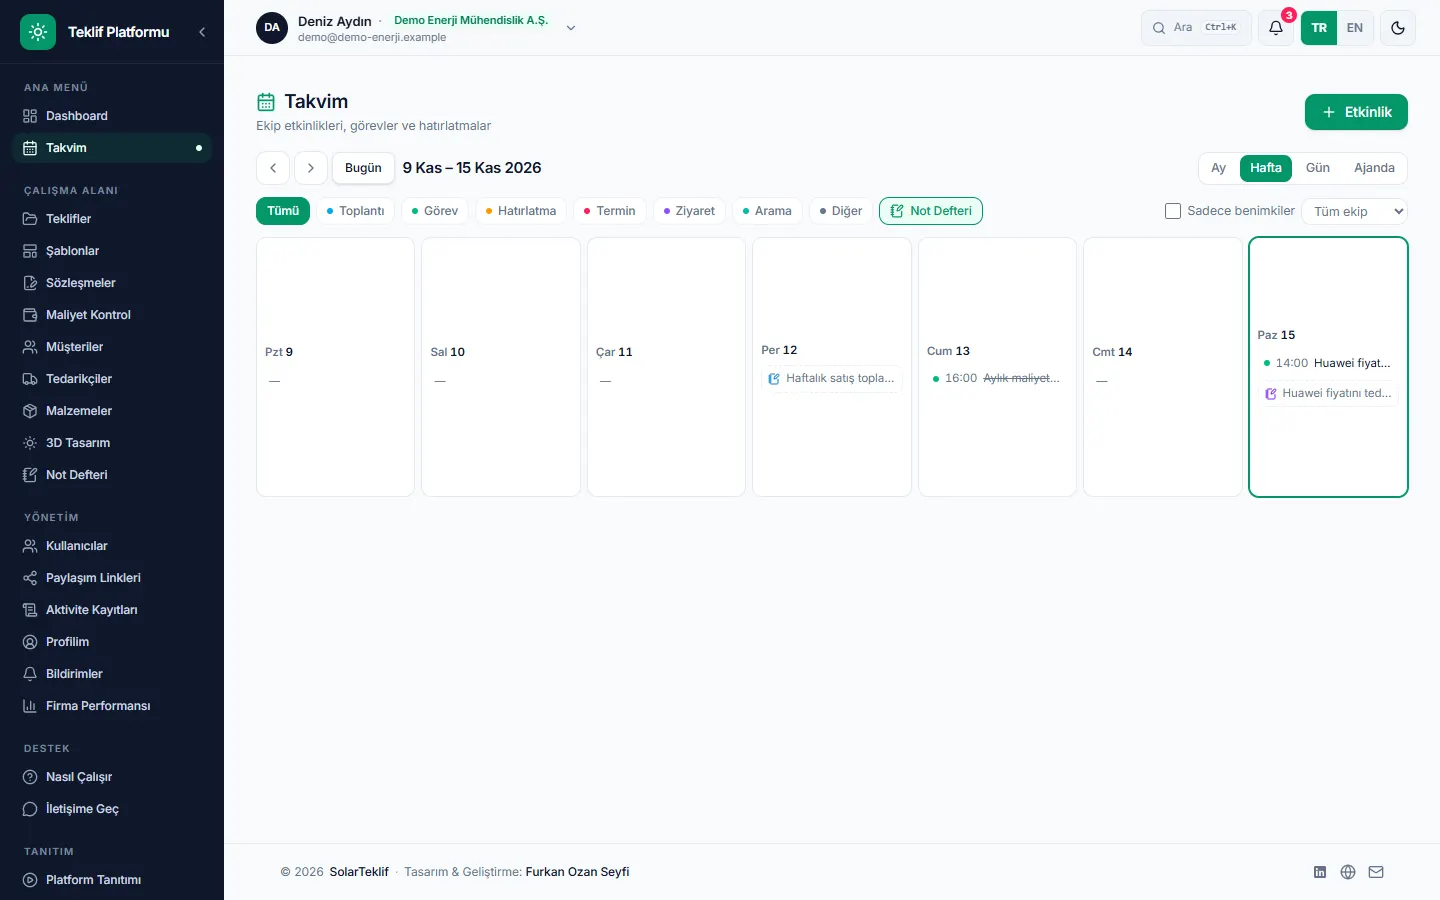 Teklif Platformu
ANA MENÜ
Dashboard
Takvim
ÇALIŞMA ALANI
Teklifler
Şablonlar
Sözleşmeler
Maliyet Kontrol
Müşteriler
Tedarikçiler
Malzemeler
3D Tasarım
Not Defteri
YÖNETİM
Kullanıcılar
Paylaşım Linkleri
Aktivite Kayıtları
Profilim
Bildirimler
Firma Performansı
DESTEK
Nasıl Çalışır
İletişime Geç
TANITIM
Platform Tanıtımı
DA
Deniz Aydın · Demo Enerji Mühendislik A.Ş.
demo@demo-enerji.example
Ara Ctrl+K
3
TR EN
Takvim
Ekip etkinlikleri, görevler ve hatırlatmalar
+ Etkinlik
Bugün 9 Kas – 15 Kas 2026
Ay Hafta Gün Ajanda
Tümü Toplantı Görev Hatırlatma Termin Ziyaret Arama Diğer Not Defteri
Sadece benimkiler Tüm ekip
Pzt 9
—
Sal 10
—
Çar 11
—
Per 12
Haftalık satış topla...
Cum 13
16:00 Aylık maliyet...
Cmt 14
—
Paz 15
14:00 Huawei fiyat...
Huawei fiyatını ted...
© 2026 SolarTeklif · Tasarım & Geliştirme: Furkan Ozan Seyfi